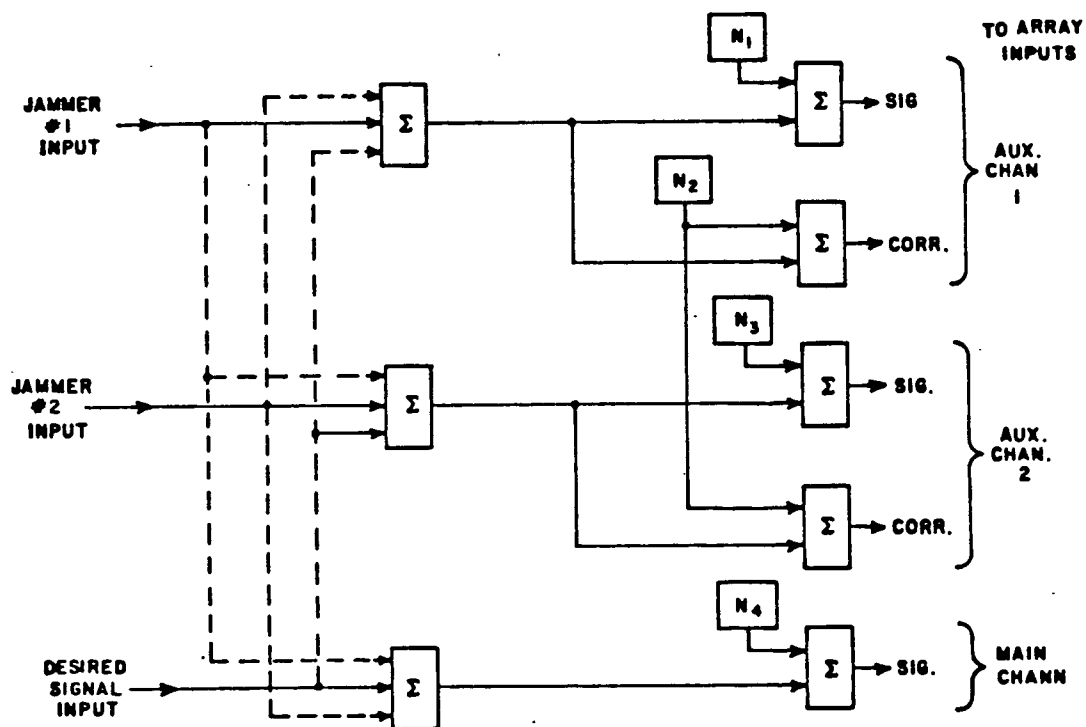 N1
TO ARRAY
INPUTS
JAMMER
#1
INPUT
Σ
Σ
SIG
N2
AUX.
CHAN
1
Σ
CORR.
N3
JAMMER
#2
INPUT
Σ
Σ
SIG.
AUX.
CHAN.
2
Σ
CORR.
N4
DESIRED
SIGNAL
INPUT
Σ
Σ
SIG.
MAIN
CHANN